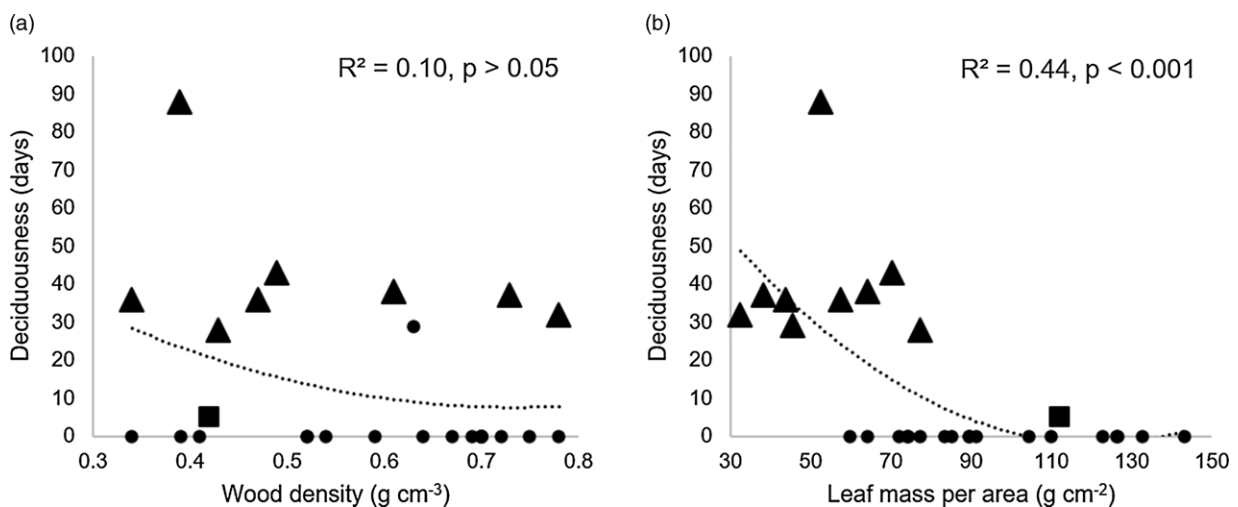 (a)
R² = 0.10, p > 0.05
Deciduousness (days)
100
90
80
70
60
50
40
30
20
10
0
0.3 0.4 0.5 0.6 0.7 0.8
Wood density (g cm⁻³)
(b)
R² = 0.44, p < 0.001
Deciduousness (days)
100
90
80
70
60
50
40
30
20
10
0
30 50 70 90 110 130 150
Leaf mass per area (g cm⁻²)